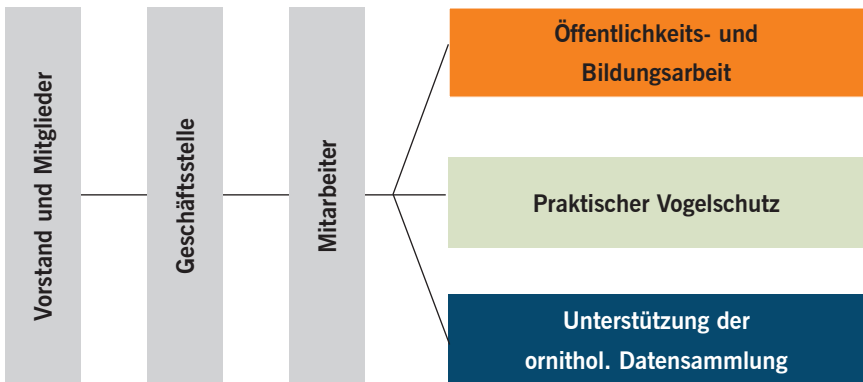 Vorstand und Mitglieder
Geschäftsstelle
Mitarbeiter
Öffentlichkeits- und
Bildungsarbeit
Praktischer Vogelschutz
Unterstützung der
ornithol. Datensammlung